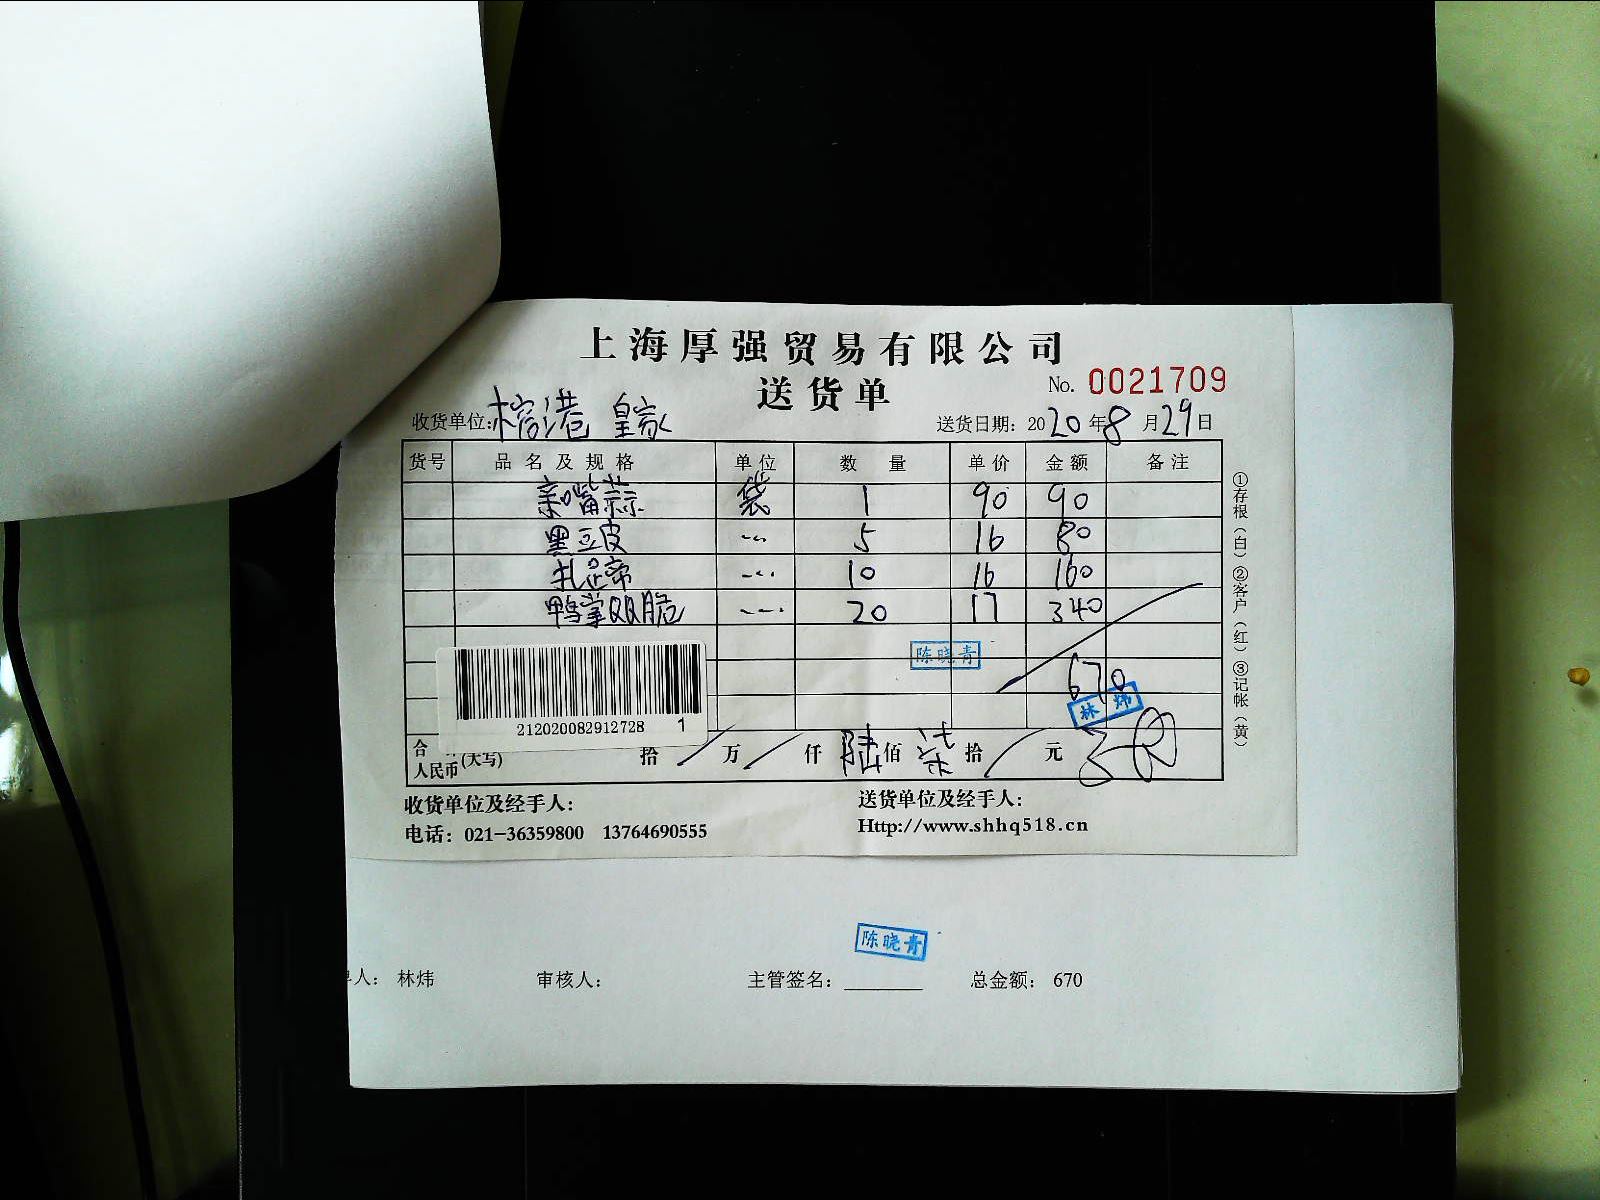 上海厚强贸易有限公司
送货单
No. 0021709
收货单位: 港 皇家
送货日期: 2020年8月29日
货号 品名及规格 单位 数量 单价 金额 备注
亲嘴蒜 袋 1 90 90
黑豆皮 5 16 80
扎 蹄 10 16 160
鸭掌QQ脆 20 17 340
陈晓青
670
林炜
212020082912728 1
合
人民币(大写) 拾 / 万 / 仟 陆 佰 柒 拾 / 元
收货单位及经手人:
送货单位及经手人:
电话: 021-36359800 13764690555
Http://www.shhq518.cn
①存根(白)②客户(红)③记帐(黄)
陈晓青
人: 林炜 审核人: 主管签名: 总金额: 670